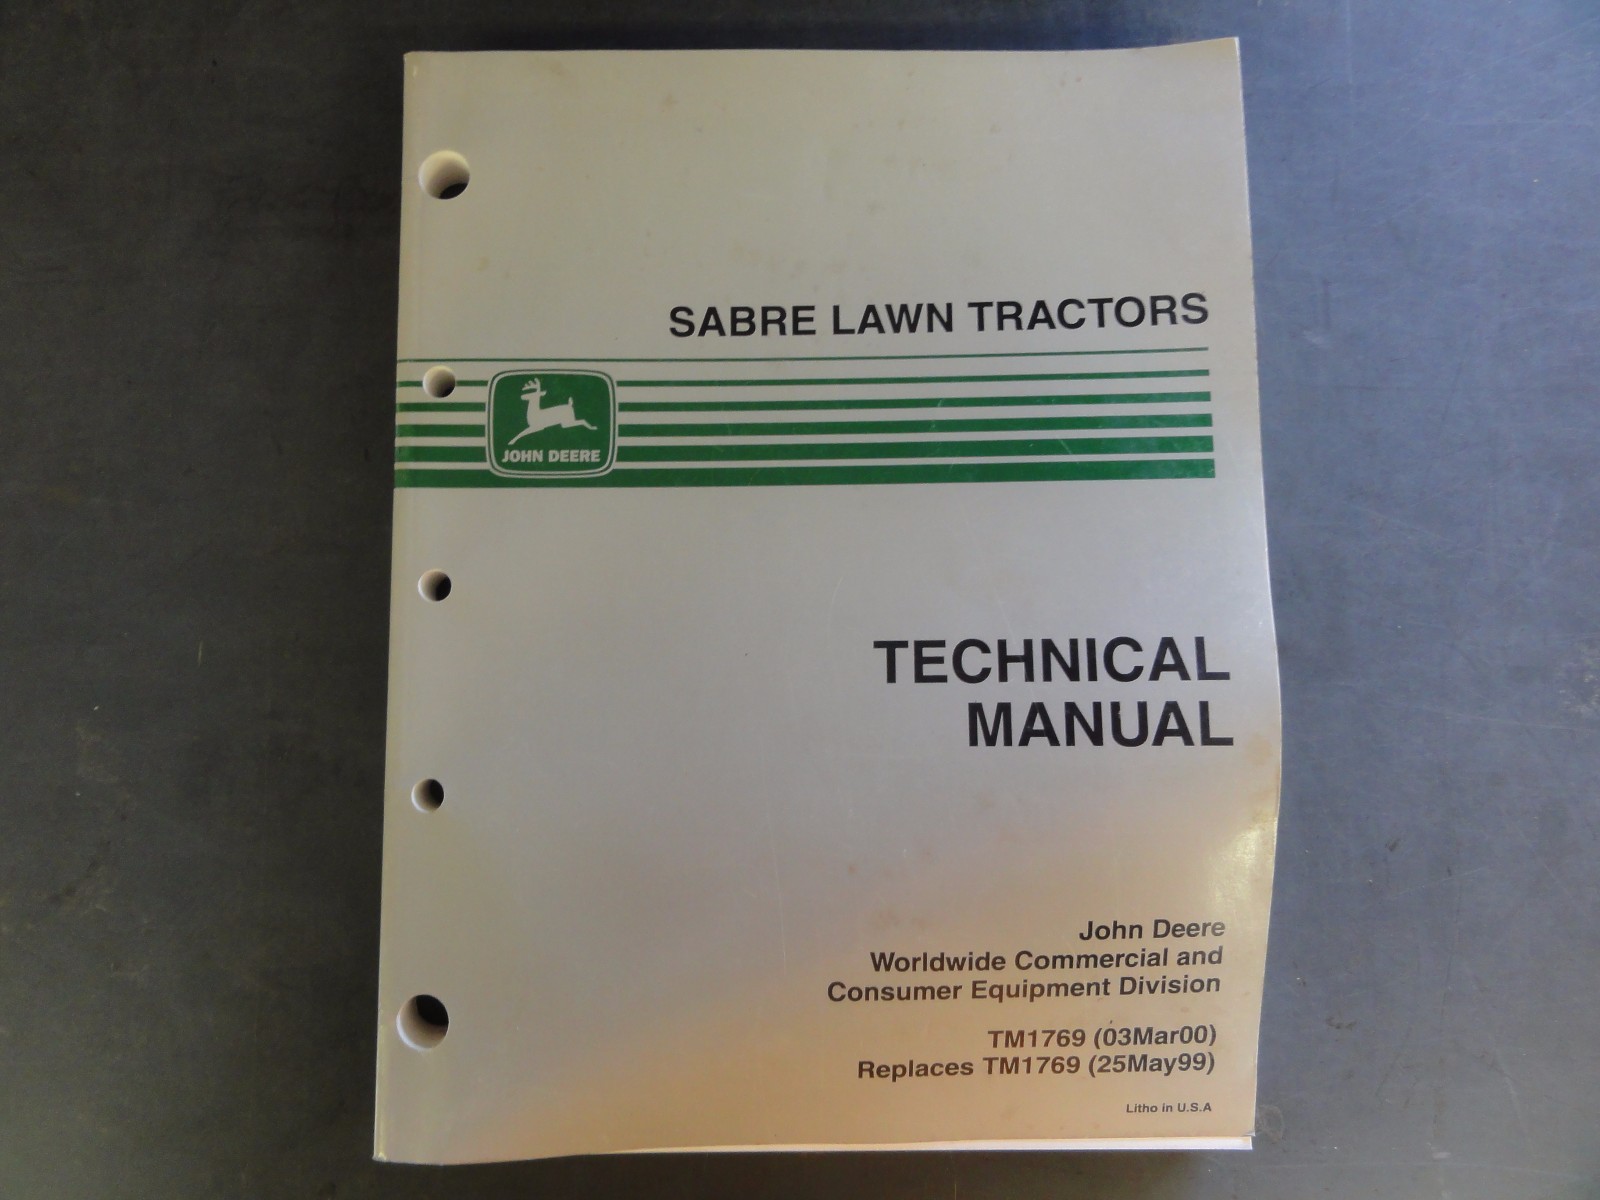 SABRE LAWN TRACTORS
JOHN DEERE
TECHNICAL
MANUAL
John Deere
Worldwide Commercial and
Consumer Equipment Division
TM1769 (03Mar00)
Replaces TM1769 (25May99)
Litho in U.S.A